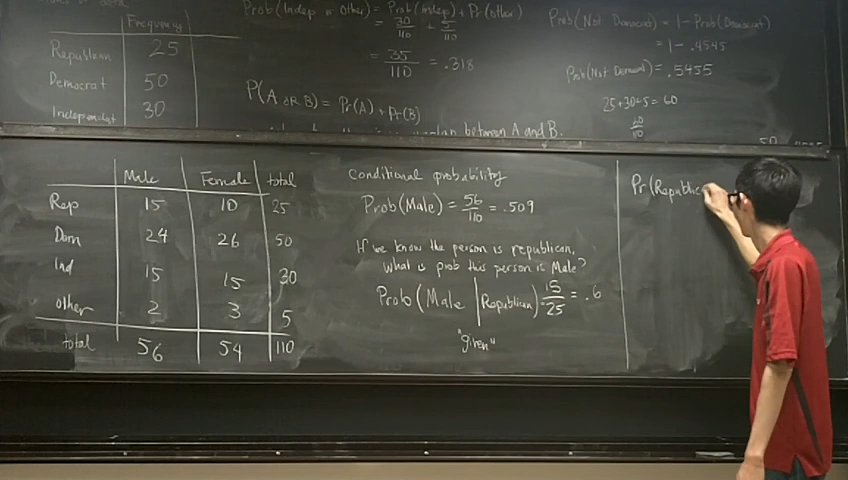 Frequency
Republican 25
Democrat 50
Independent 30
Prob(Indep or Other) = Prob(indep) + Pr(other)
= 30/110 + 5/110
= 35/110 = .318
P(A OR B) = Pr(A) + Pr(B)
between A and B.
Prob(Not Democrat) = 1 - Prob(Democrat)
= 1 - .4545
Prob(Not Democrat) = .5455
25+30+5 = 60
60/110
Male Female total
Rep 15 10 25
Dom 24 26 50
Ind 15 15 30
other 2 3 5
total 56 54 110
Conditional probability
Prob(Male) = 56/110 = .509
If we know the person is republican,
what is prob this person is Male?
Prob(Male | Republican) = 15/25 = .6
"given"
Pr(Republic